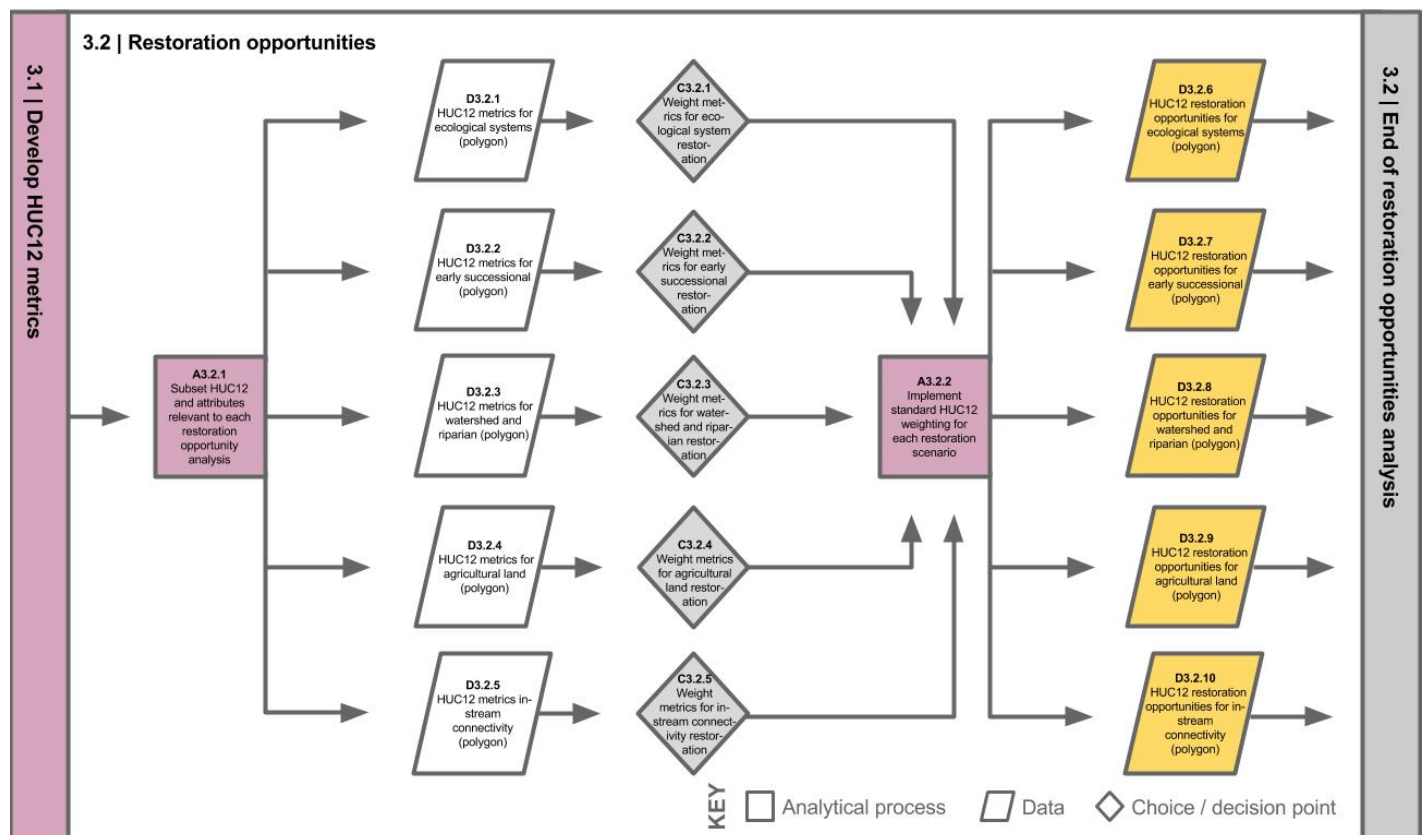 3.1 | Develop HUC12 metrics
3.2 | Restoration opportunities
A3.2.1
Subset HUC12
and attributes
relevant to each
restoration
opportunity
analysis
D3.2.1
HUC12 metrics for
ecological systems
(polygon)
C3.2.1
Weight met-
rics for eco-
logical system
restor-
ation
D3.2.2
HUC12 metrics for
early successional
(polygon)
C3.2.2
Weight met-
rics for early
successional
restor-
ation
D3.2.3
HUC12 metrics for
watershed and
riparian (polygon)
C3.2.3
Weight met-
rics for water-
shed and ripar-
ian restor-
ation
D3.2.4
HUC12 metrics for
agricultural land
(polygon)
C3.2.4
Weight metrics
for agricultural
land restor-
ation
D3.2.5
HUC12 metrics in-
stream
connectivity
(polygon)
C3.2.5
Weight
metrics for in-
stream connect-
ivity restor-
ation
A3.2.2
Implement
standard HUC12
weighting for
each restoration
scenario
D3.2.6
HUC12 restoration
opportunities for
ecological systems
(polygon)
D3.2.7
HUC12 restoration
opportunities for
early successional
(polygon)
D3.2.8
HUC12 restoration
opportunities for
watershed and
riparian (polygon)
D3.2.9
HUC12 restoration
opportunities for
agricultural land
(polygon)
D3.2.10
HUC12 restoration
opportunities for in-
stream
connectivity
(polygon)
3.2 | End of restoration opportunities analysis
KEY
Analytical process
Data
Choice / decision point